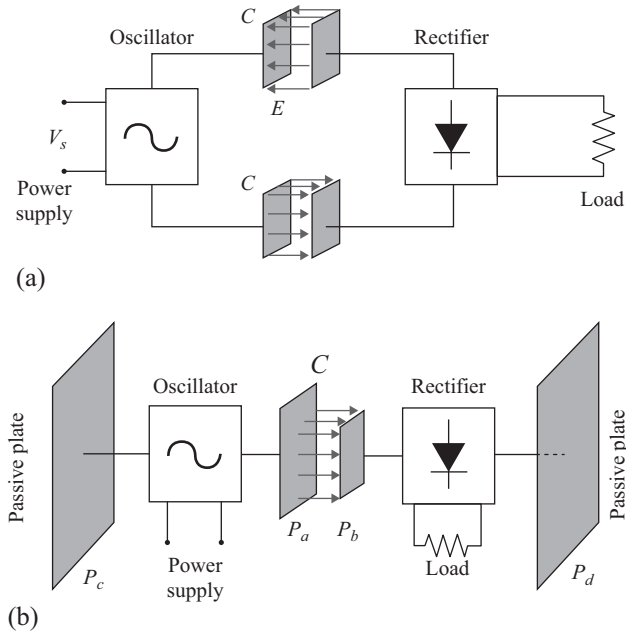 C
Oscillator
Rectifier
E
V_s
C
Power
supply
Load
(a)
C
Oscillator
Rectifier
Passive plate
Passive plate
P_a
P_b
Power
supply
Load
P_c
P_d
(b)